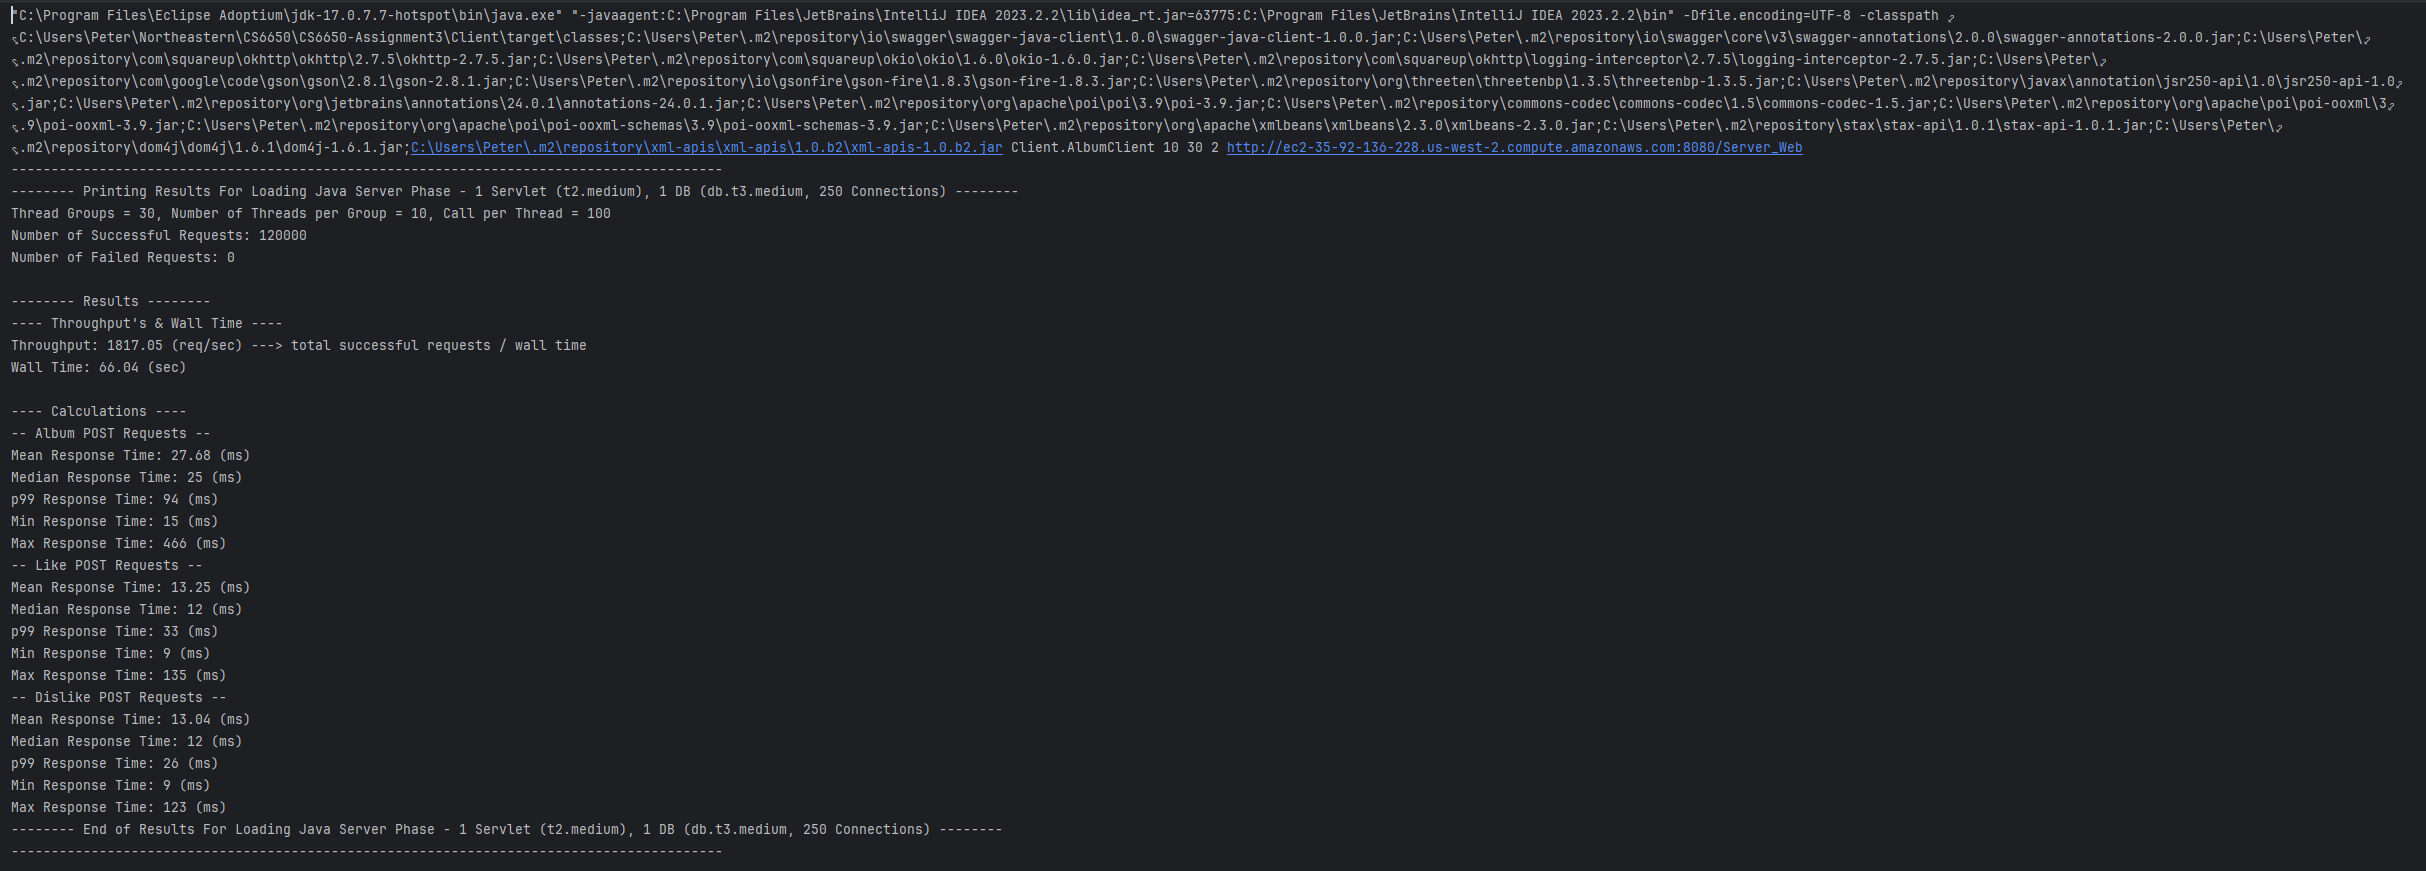 "C:\Program Files\Eclipse Adoptium\jdk-17.0.7.7-hotspot\bin\java.exe" "-javaagent:C:\Program Files\JetBrains\IntelliJ IDEA 2023.2.2\lib\idea_rt.jar=63775:C:\Program Files\JetBrains\IntelliJ IDEA 2023.2.2\bin" -Dfile.encoding=UTF-8 -classpath
C:\Users\Peter\Northeastern\CS6650\CS6650-Assignment3\Client\target\classes;C:\Users\Peter\.m2\repository\io\swagger\swagger-java-client\1.0.0\swagger-java-client-1.0.0.jar;C:\Users\Peter\.m2\repository\io\swagger\core\v3\swagger-annotations\2.0.0\swagger-annotations-2.0.0.jar;C:\Users\Peter\
.m2\repository\com\squareup\okhttp\okhttp\2.7.5\okhttp-2.7.5.jar;C:\Users\Peter\.m2\repository\com\squareup\okio\okio\1.6.0\okio-1.6.0.jar;C:\Users\Peter\.m2\repository\com\squareup\okhttp\logging-interceptor\2.7.5\logging-interceptor-2.7.5.jar;C:\Users\Peter\
.m2\repository\com\google\code\gson\gson\2.8.1\gson-2.8.1.jar;C:\Users\Peter\.m2\repository\io\gsonfire\gson-fire\1.8.3\gson-fire-1.8.3.jar;C:\Users\Peter\.m2\repository\org\threeten\threetenbp\1.3.5\threetenbp-1.3.5.jar;C:\Users\Peter\.m2\repository\javax\annotation\jsr250-api\1.0\jsr250-api-1.0
.jar;C:\Users\Peter\.m2\repository\org\jetbrains\annotations\24.0.1\annotations-24.0.1.jar;C:\Users\Peter\.m2\repository\org\apache\poi\poi\3.9\poi-3.9.jar;C:\Users\Peter\.m2\repository\commons-codec\commons-codec\1.5\commons-codec-1.5.jar;C:\Users\Peter\.m2\repository\org\apache\poi\poi-ooxml\3
.9\poi-ooxml-3.9.jar;C:\Users\Peter\.m2\repository\org\apache\poi\poi-ooxml-schemas\3.9\poi-ooxml-schemas-3.9.jar;C:\Users\Peter\.m2\repository\org\apache\xmlbeans\xmlbeans\2.3.0\xmlbeans-2.3.0.jar;C:\Users\Peter\.m2\repository\stax\stax-api\1.0.1\stax-api-1.0.1.jar;C:\Users\Peter\
.m2\repository\dom4j\dom4j\1.6.1\dom4j-1.6.1.jar;C:\Users\Peter\.m2\repository\xml-apis\xml-apis\1.0.b2\xml-apis-1.0.b2.jar Client.AlbumClient 10 30 2 http://ec2-35-92-136-228.us-west-2.compute.amazonaws.com:8080/Server_Web
-----------------------------------------------------------------------------------------
-------- Printing Results For Loading Java Server Phase - 1 Servlet (t2.medium), 1 DB (db.t3.medium, 250 Connections) --------
Thread Groups = 30, Number of Threads per Group = 10, Call per Thread = 100
Number of Successful Requests: 120000
Number of Failed Requests: 0
-------- Results --------
---- Throughput's & Wall Time ----
Throughput: 1817.05 (req/sec) ---> total successful requests / wall time
Wall Time: 66.04 (sec)
---- Calculations ----
-- Album POST Requests --
Mean Response Time: 27.68 (ms)
Median Response Time: 25 (ms)
p99 Response Time: 94 (ms)
Min Response Time: 15 (ms)
Max Response Time: 466 (ms)
-- Like POST Requests --
Mean Response Time: 13.25 (ms)
Median Response Time: 12 (ms)
p99 Response Time: 33 (ms)
Min Response Time: 9 (ms)
Max Response Time: 135 (ms)
-- Dislike POST Requests --
Mean Response Time: 13.04 (ms)
Median Response Time: 12 (ms)
p99 Response Time: 26 (ms)
Min Response Time: 9 (ms)
Max Response Time: 123 (ms)
-------- End of Results For Loading Java Server Phase - 1 Servlet (t2.medium), 1 DB (db.t3.medium, 250 Connections) --------
-----------------------------------------------------------------------------------------